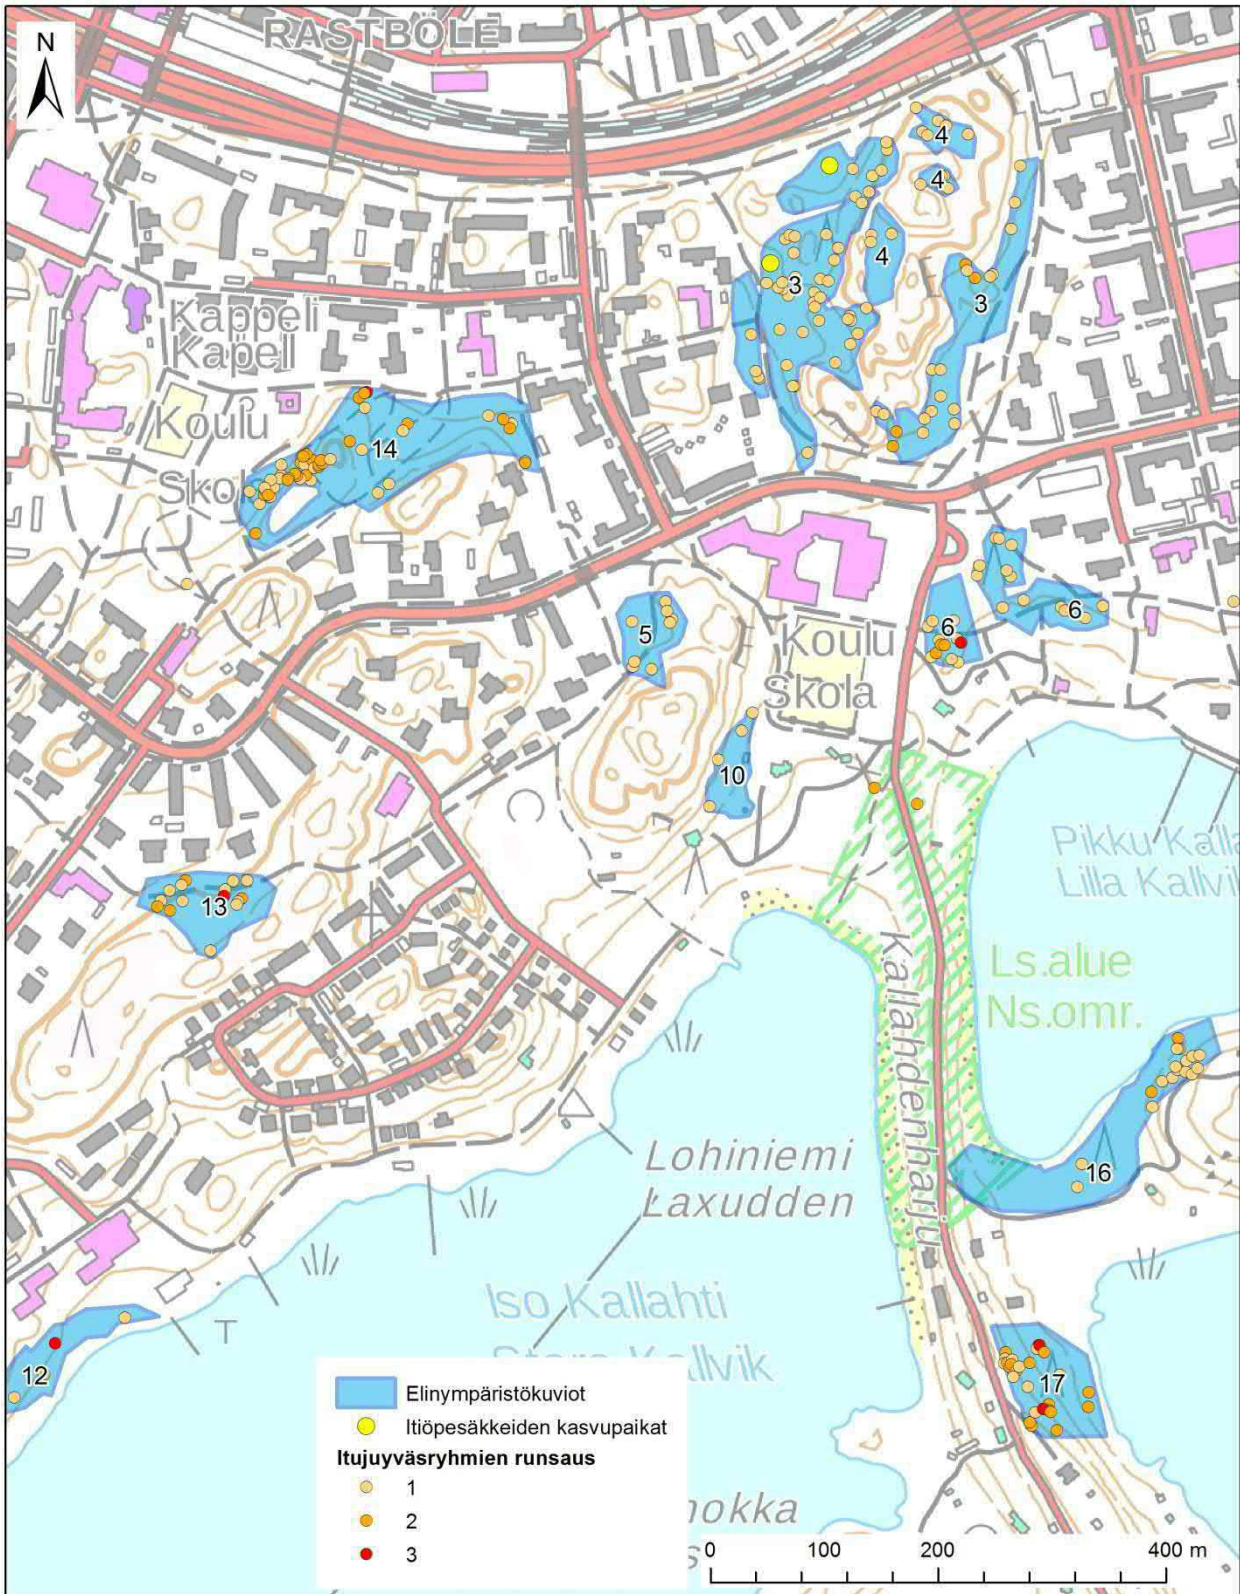 N
RASTBÖLE
4
4
4
3
3
Kappeli
Kapell
Koulu
Skol
14
5
6
6
Koulu
Skola
10
Pikku Kalla
Lilla Kallvik
13
Ls.alue
Ns.omr.
Kallahdenharju
Lohiniemi
Laxudden
16
Iso Kallahti
Stora Kallvik
T
12
17
Elinympäristökuviot
Itiöpesäkkeiden kasvupaikat
Itujuyväsryhmien runsaus
1
2
3
nokka
s
0 100 200 400 m